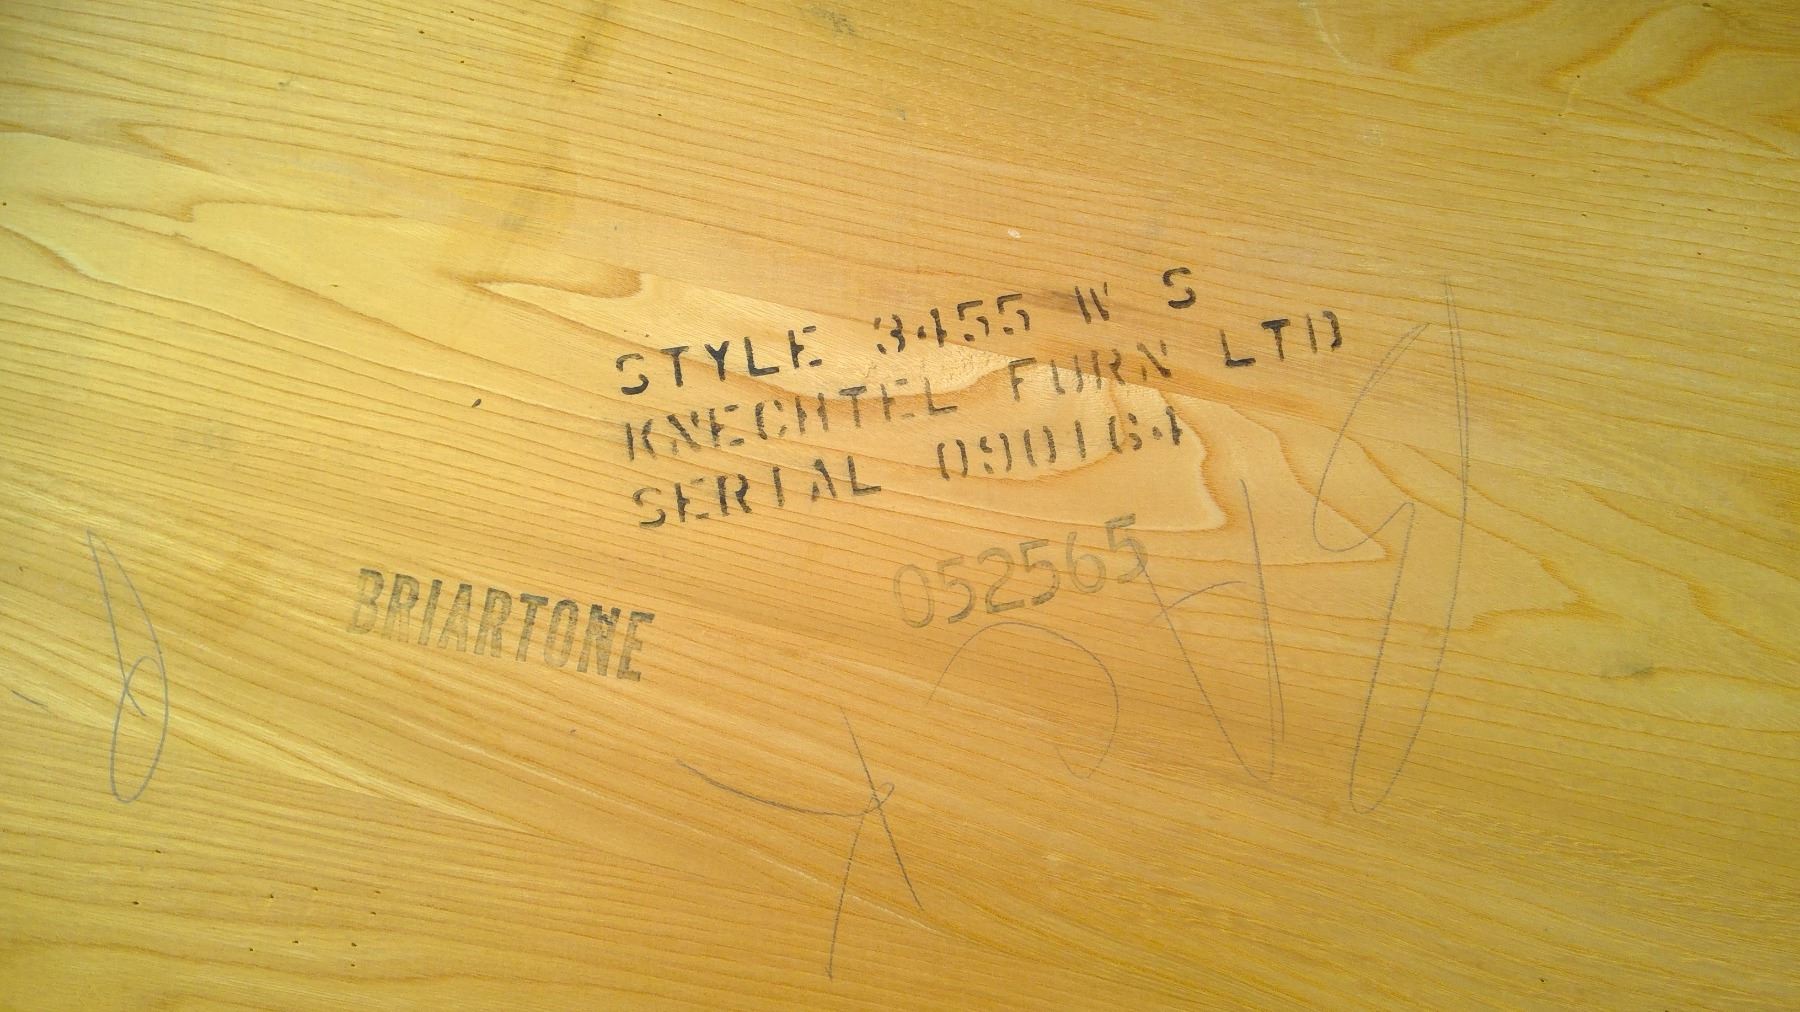 STYLE 3455 W S
KNECHTEL FURN LTD
SERIAL 090164
052565
BRIARTONE